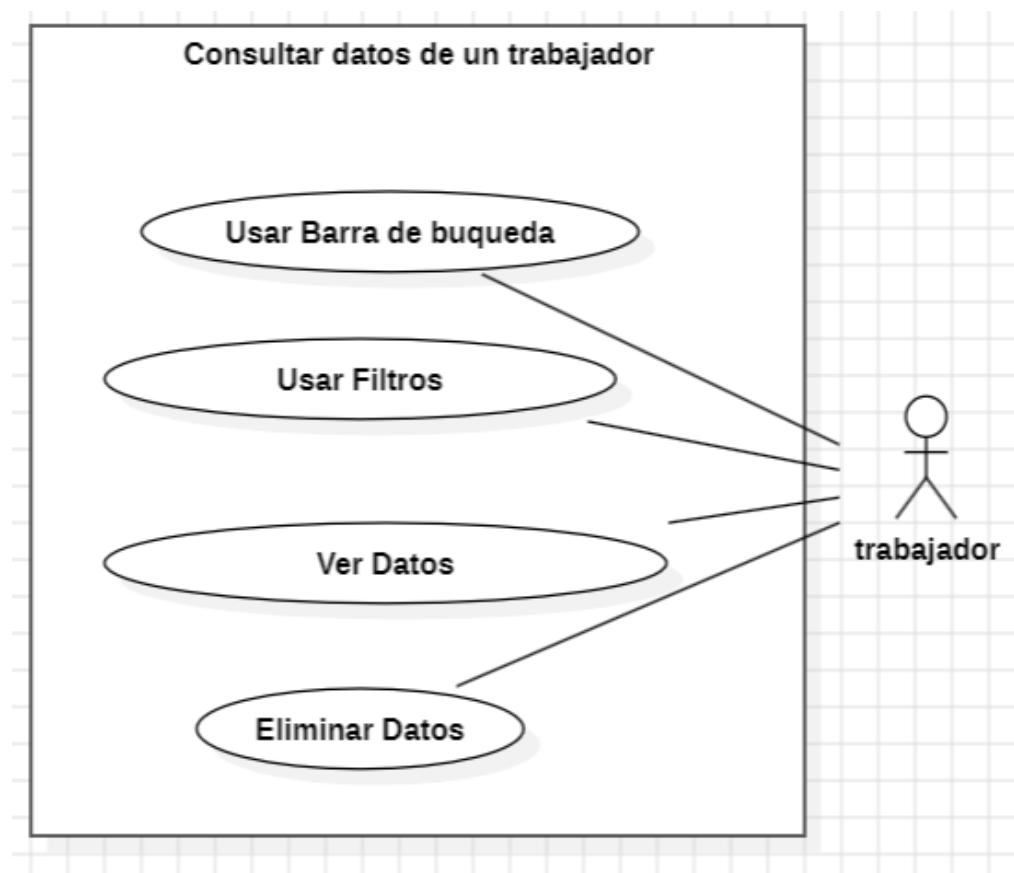 Consultar datos de un trabajador
Usar Barra de buqueda
Usar Filtros
Ver Datos
Eliminar Datos
trabajador